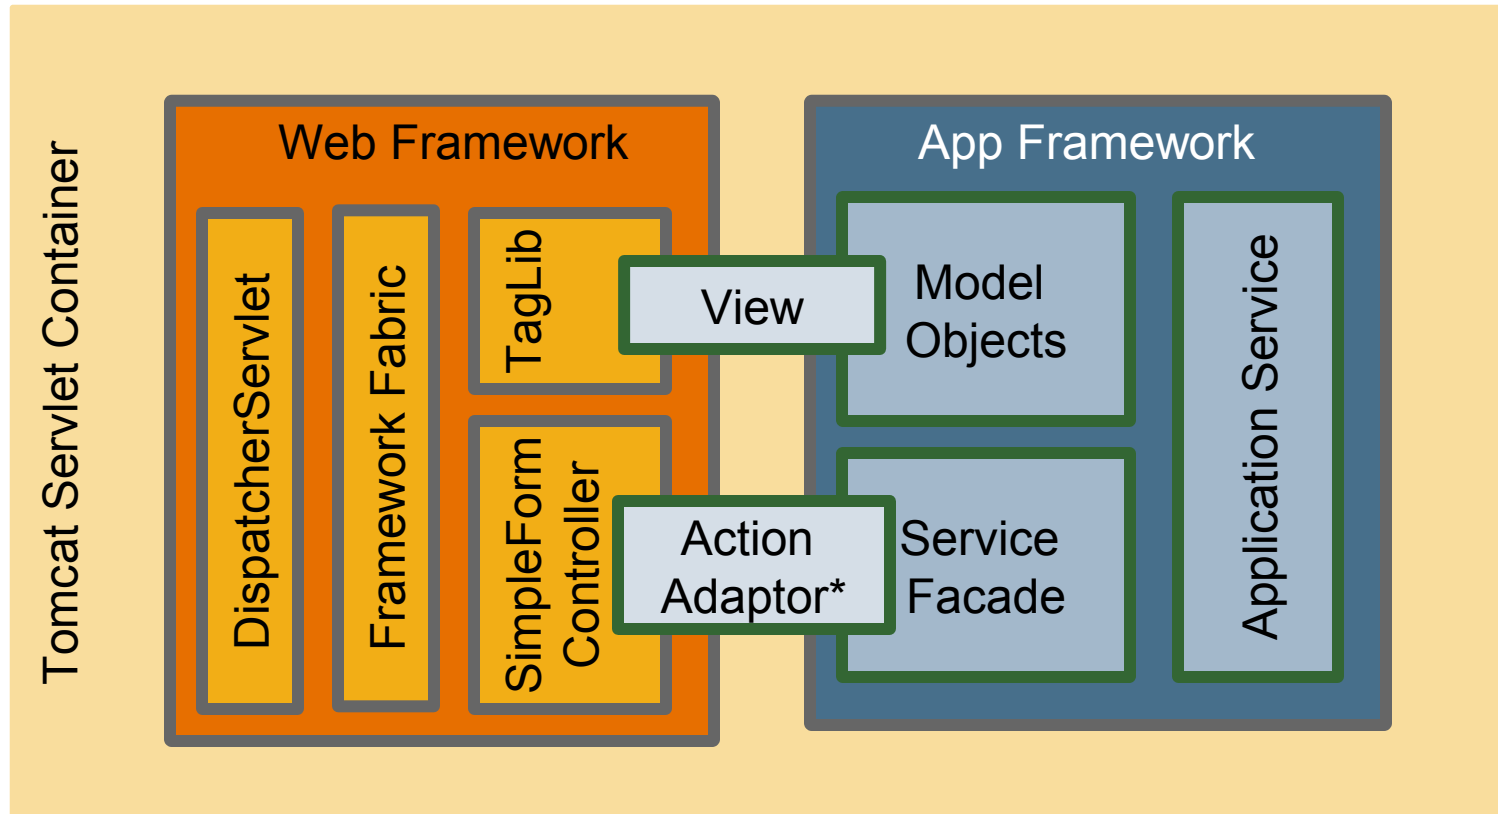 Tomcat Servlet Container
Web Framework
DispatcherServlet
Framework Fabric
TagLib
SimpleForm
Controller
View
Action
Adaptor*
App Framework
Model
Objects
Service
Facade
Application Service